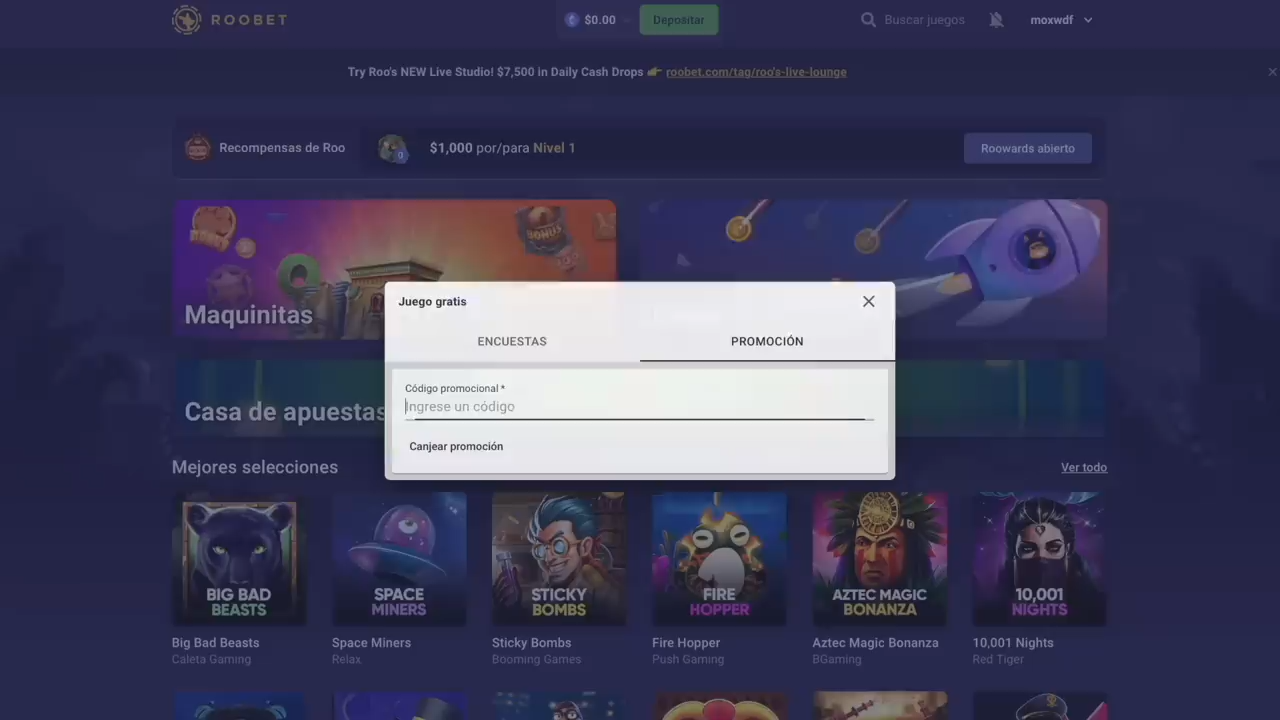 ROOBET
$0.00
Depositar
Buscar juegos
moxwdf
Try Roo's NEW Live Studio! $7,500 in Daily Cash Drops 👉 roobet.com/tag/roo's-live-lounge
Recompensas de Roo
0
$1,000 por/para Nivel 1
Roowards abierto
BONUS
Maquinitas
Juego gratis
ENCUESTAS
PROMOCIÓN
Código promocional *
Ingrese un código
Canjear promoción
Casa de apuestas
Mejores selecciones
Ver todo
BIG BAD
BEASTS
SPACE
MINERS
STICKY
BOMBS
FIRE
HOPPER
AZTEC MAGIC
BONANZA
10,001
NIGHTS
Big Bad Beasts
Space Miners
Sticky Bombs
Fire Hopper
Aztec Magic Bonanza
10,001 Nights
Caleta Gaming
Relax
Booming Games
Push Gaming
BGaming
Red Tiger